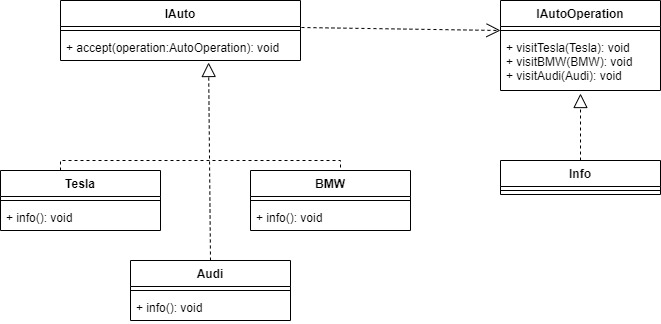 IAuto
+ accept(operation:AutoOperation): void
IAutoOperation
+ visitTesla(Tesla): void
+ visitBMW(BMW): void
+ visitAudi(Audi): void
Tesla
+ info(): void
BMW
+ info(): void
Info
Audi
+ info(): void